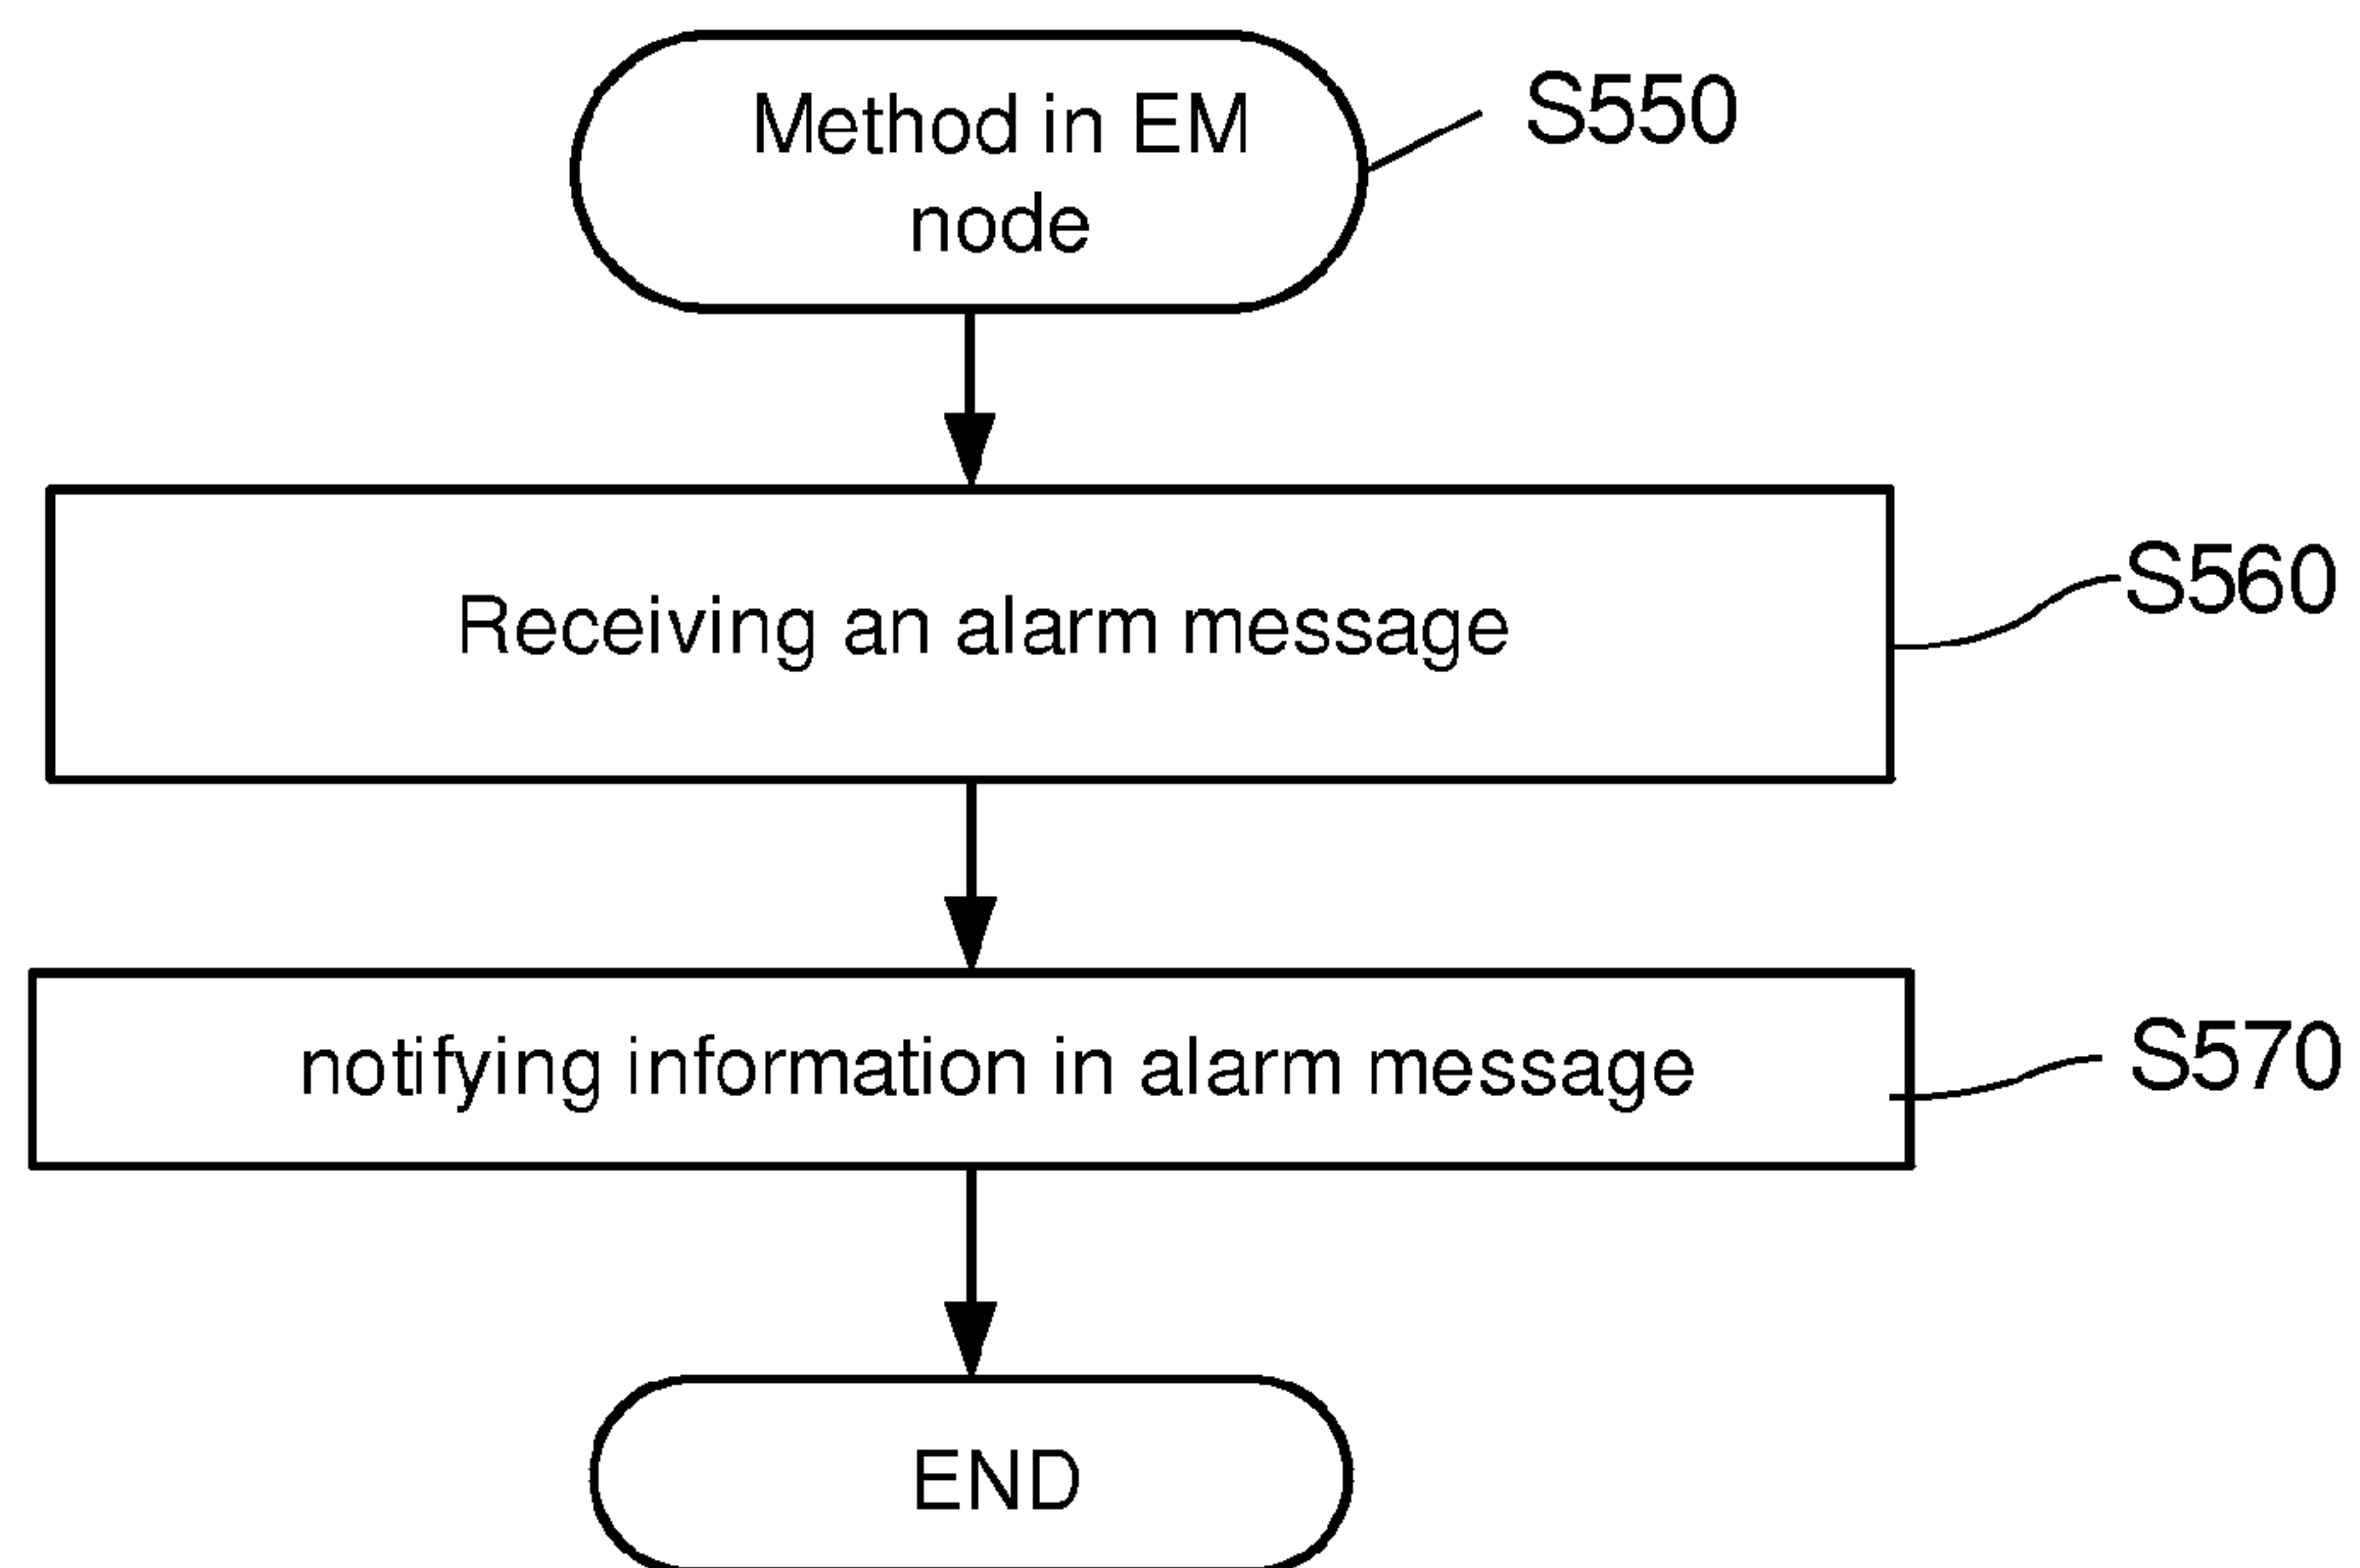 Method in EM
node
S550
Receiving an alarm message
S560
notifying information in alarm message
S570
END